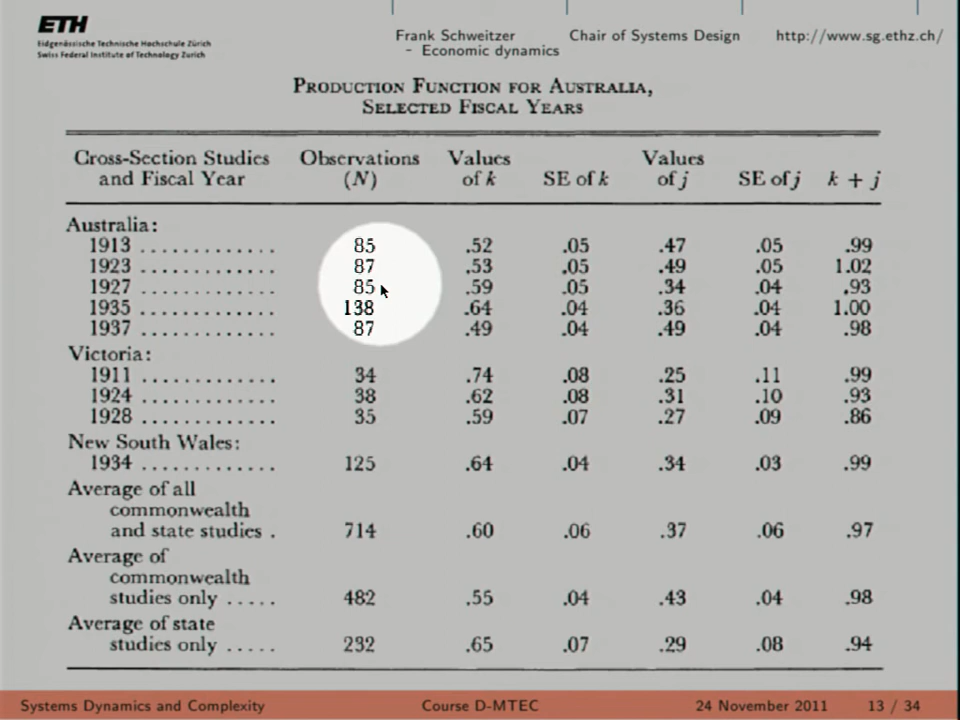 ETH
Eidgenössische Technische Hochschule Zürich
Swiss Federal Institute of Technology Zurich
Frank Schweitzer Chair of Systems Design http://www.sg.ethz.ch/
- Economic dynamics
PRODUCTION FUNCTION FOR AUSTRALIA,
SELECTED FISCAL YEARS
Cross-Section Studies Observations Values Values
and Fiscal Year (N) of k SE of k of j SE of j k + j
Australia:
1913 ............. 85 .52 .05 .47 .05 .99
1923 ............. 87 .53 .05 .49 .05 1.02
1927 ............. 85 .59 .05 .34 .04 .93
1935 ............. 138 .64 .04 .36 .04 1.00
1937 ............. 87 .49 .04 .49 .04 .98
Victoria:
1911 ............. 34 .74 .08 .25 .11 .99
1924 ............. 38 .62 .08 .31 .10 .93
1928 ............. 35 .59 .07 .27 .09 .86
New South Wales:
1934 ............. 125 .64 .04 .34 .03 .99
Average of all
commonwealth
and state studies . 714 .60 .06 .37 .06 .97
Average of
commonwealth
studies only ..... 482 .55 .04 .43 .04 .98
Average of state
studies only ..... 232 .65 .07 .29 .08 .94
Systems Dynamics and Complexity Course D-MTEC 24 November 2011 13 / 34